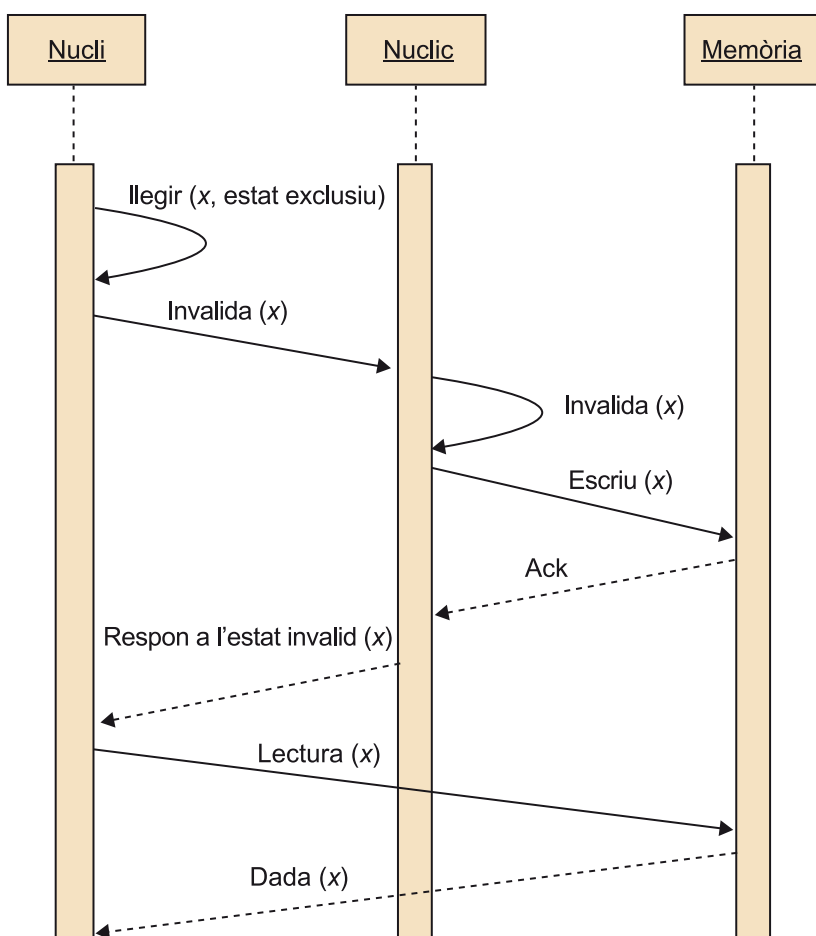 Nucli
Nuclic
Memòria
llegir (x, estat exclusiu)
Invalida (x)
Invalida (x)
Escriu (x)
Ack
Respon a l’estat invalid (x)
Lectura (x)
Dada (x)